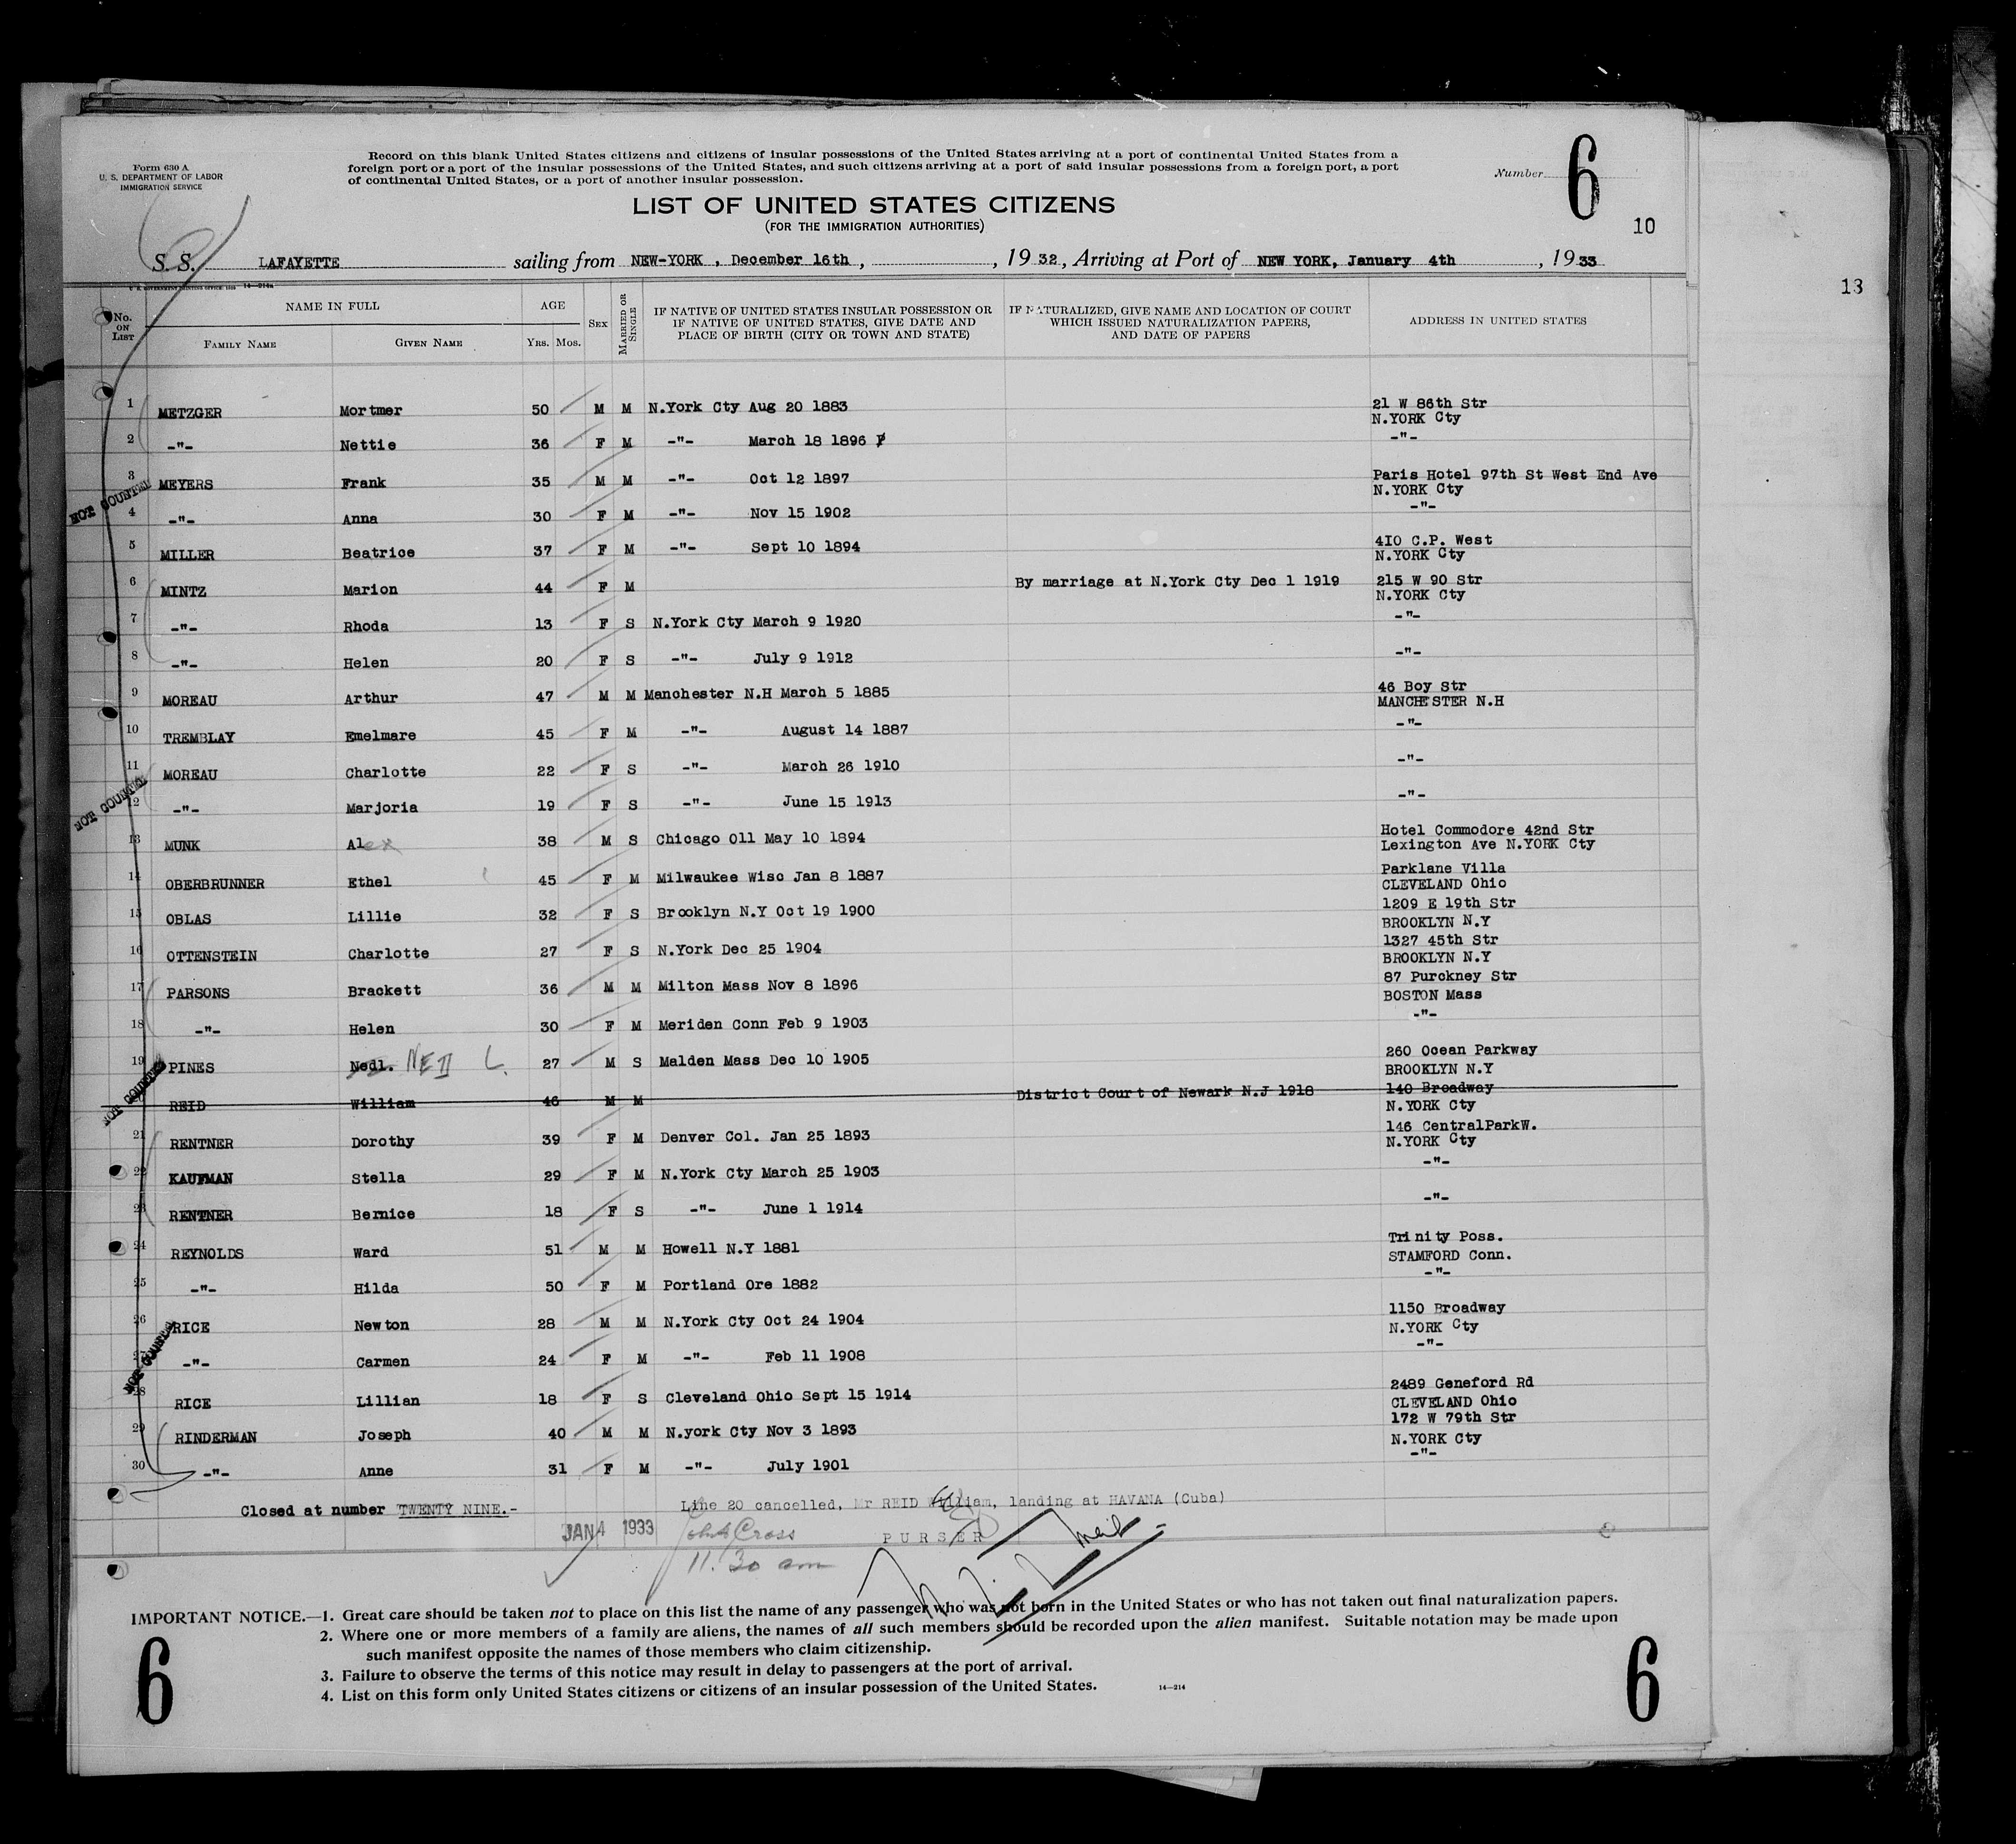 Form 630 A
U. S. DEPARTMENT OF LABOR
IMMIGRATION SERVICE
Record on this blank United States citizens and citizens of insular possessions of the United States arriving at a port of continental United States from a
foreign port or a port of the insular possessions of the United States, and such citizens arriving at a port of said insular possessions from a foreign port, a port
of continental United States, or a port of another insular possession.
Number 6
LIST OF UNITED STATES CITIZENS
(FOR THE IMMIGRATION AUTHORITIES)
10
S. S. LAFAYETTE sailing from NEW-YORK , December 16th , , 19 32, Arriving at Port of NEW YORK, January 4th , 19 33
13
No. ON LIST
NAME IN FULL
FAMILY NAME GIVEN NAME
AGE
YRS. MOS.
SEX
MARRIED OR SINGLE
IF NATIVE OF UNITED STATES INSULAR POSSESSION OR
IF NATIVE OF UNITED STATES, GIVE DATE AND
PLACE OF BIRTH (CITY OR TOWN AND STATE)
IF NATURALIZED, GIVE NAME AND LOCATION OF COURT
WHICH ISSUED NATURALIZATION PAPERS,
AND DATE OF PAPERS
ADDRESS IN UNITED STATES
1 METZGER Mortmer 50 M M N.York Cty Aug 20 1883 21 W 86th Str
N.YORK Cty
2 -"- Nettie 36 F M -"- March 18 1896 -"-
3 MEYERS Frank 35 M M -"- Oct 12 1897 Paris Hotel 97th St West End Ave
N.YORK Cty
NOT COUNTED
4 -"- Anna 30 F M -"- Nov 15 1902 -"-
5 MILLER Beatrice 37 F M -"- Sept 10 1894 4I0 C.P. West
N.YORK Cty
6 MINTZ Marion 44 F M By marriage at N.York Cty Dec 1 1919 215 W 90 Str
N.YORK Cty
7 -"- Rhoda 13 F S N.York Cty March 9 1920 -"-
8 -"- Helen 20 F S -"- July 9 1912 -"-
9 MOREAU Arthur 47 M M Manchester N.H March 5 1885 46 Boy Str
MANCHESTER N.H
10 TREMBLAY Emelmare 45 F M -"- August 14 1887 -"-
11 MOREAU Charlotte 22 F S -"- March 26 1910 -"-
NOT COUNTED
12 -"- Marjoria 19 F S -"- June 15 1913 -"-
13 MUNK Alex 38 M S Chicago Oll May 10 1894 Hotel Commodore 42nd Str
Lexington Ave N.YORK Cty
14 OBERBRUNNER Ethel 45 F M Milwaukee Wisc Jan 8 1887 Parklane Villa
CLEVELAND Ohio
15 OBLAS Lillie 32 F S Brooklyn N.Y Oct 19 1900 1209 E 19th Str
BROOKLYN N.Y
16 OTTENSTEIN Charlotte 27 F S N.York Dec 25 1904 1327 45th Str
BROOKLYN N.Y
17 PARSONS Brackett 36 M M Milton Mass Nov 8 1896 87 Purckney Str
BOSTON Mass
18 -"- Helen 30 F M Meriden Conn Feb 9 1903 -"-
19 PINES Nedl. NED L. 27 M S Malden Mass Dec 10 1905 260 Ocean Parkway
BROOKLYN N.Y
NOT COUNTED
REID William 46 M M District Court of Newark N.J 1918 140 Broadway
N.YORK Cty
21 RENTNER Dorothy 39 F M Denver Col. Jan 25 1893 146 CentralParkW.
N.YORK Cty
22 KAUFMAN Stella 29 F M N.York Cty March 25 1903 -"-
23 RENTNER Bernice 18 F S -"- June 1 1914 -"-
24 REYNOLDS Ward 51 M M Howell N.Y 1881 Trinity Poss.
STAMFORD Conn.
25 -"- Hilda 50 F M Portland Ore 1882 -"-
26 RICE Newton 28 M M N.York Cty Oct 24 1904 1150 Broadway
N.YORK Cty
NOT COUNTED
27 -"- Carmen 24 F M -"- Feb 11 1908 -"-
28 RICE Lillian 18 F S Cleveland Ohio Sept 15 1914 2489 Geneford Rd
CLEVELAND Ohio
29 RINDERMAN Joseph 40 M M N.york Cty Nov 3 1893 172 W 79th Str
N.YORK Cty
30 -"- Anne 31 F M -"- July 1901 -"-
Closed at number TWENTY NINE.-
Line 20 cancelled, Mr REID William, landing at HAVANA (Cuba)
JAN 4 1933
Cross
PURSER
11.30 am
IMPORTANT NOTICE.—1. Great care should be taken not to place on this list the name of any passenger who was not born in the United States or who has not taken out final naturalization papers.
2. Where one or more members of a family are aliens, the names of all such members should be recorded upon the alien manifest. Suitable notation may be made upon
such manifest opposite the names of those members who claim citizenship.
3. Failure to observe the terms of this notice may result in delay to passengers at the port of arrival.
4. List on this form only United States citizens or citizens of an insular possession of the United States.
14—214
6
6